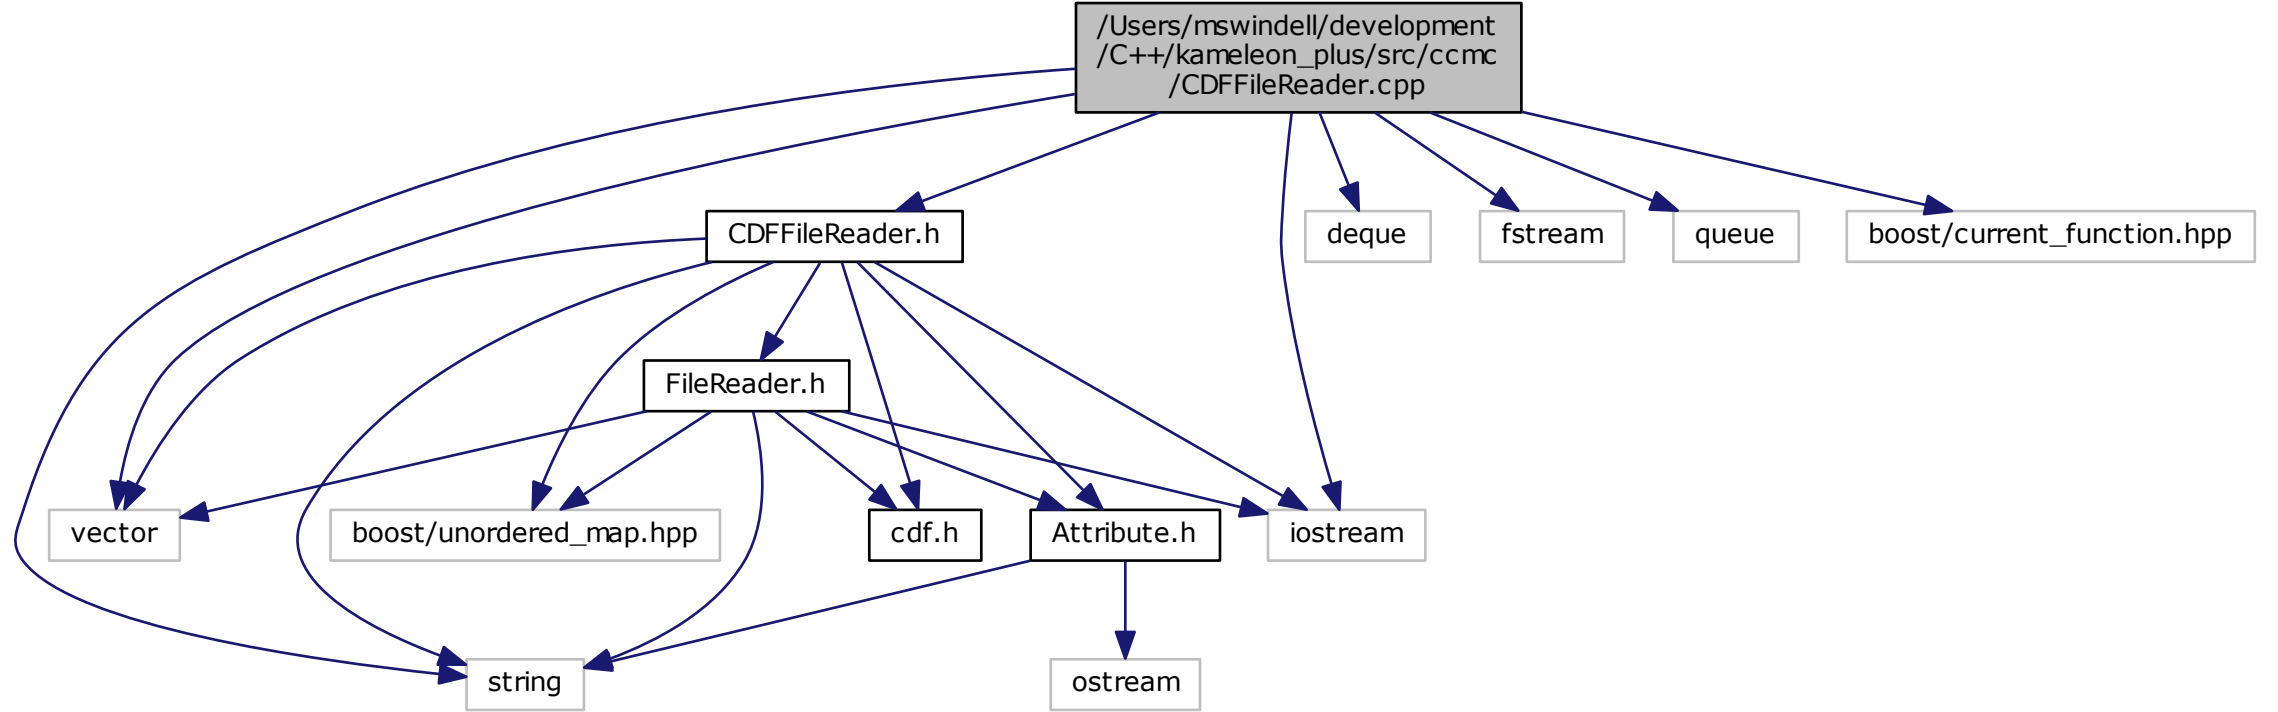 /Users/mswindell/development
/C++/kameleon_plus/src/ccmc
/CDFFileReader.cpp
CDFFileReader.h
deque
fstream
queue
boost/current_function.hpp
FileReader.h
vector
boost/unordered_map.hpp
cdf.h
Attribute.h
iostream
string
ostream